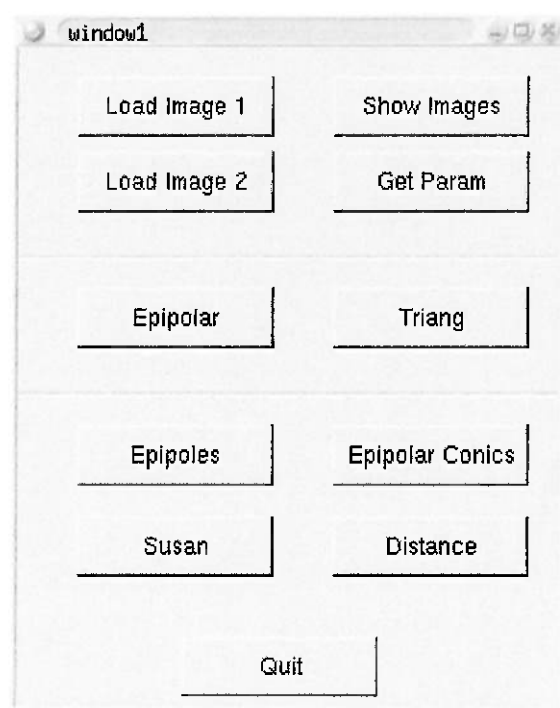 window1
Load Image 1 Show Images
Load Image 2 Get Param
Epipolar Triang
Epipoles Epipolar Conics
Susan Distance
Quit